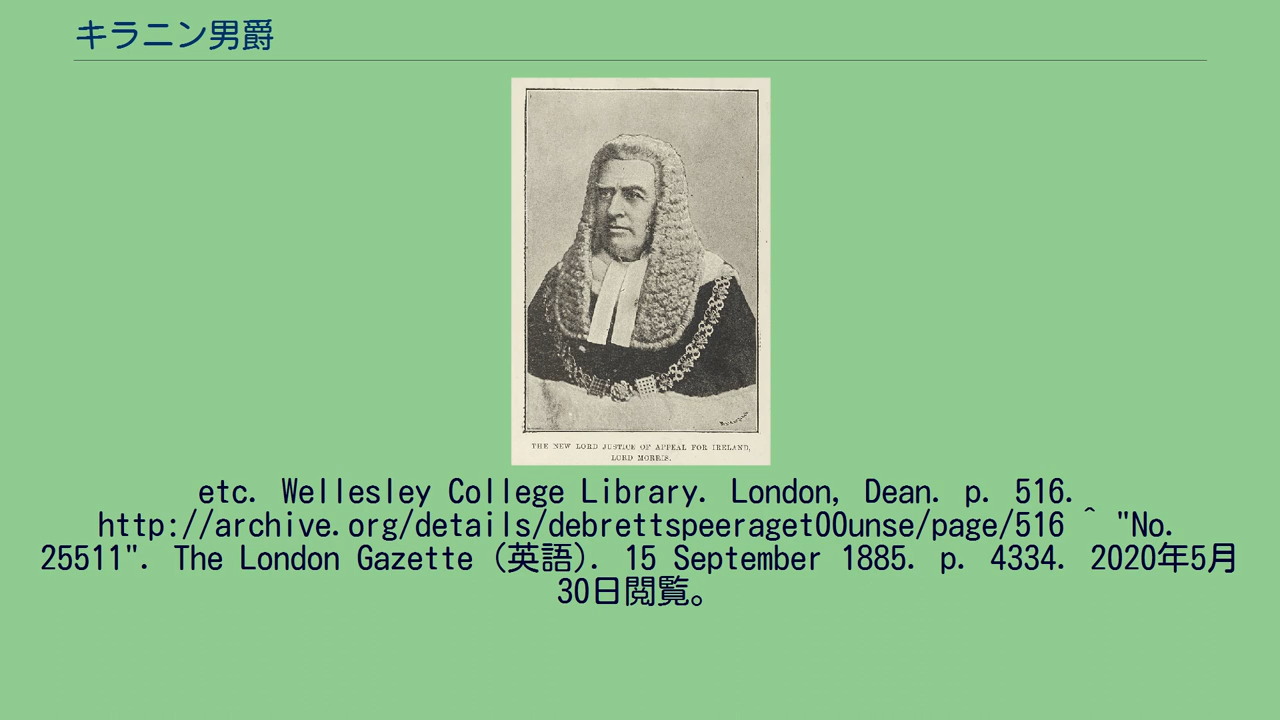 キラニン男爵
THE NEW LORD JUSTICE OF APPEAL FOR IRELAND,
LORD MORRIS.
etc. Wellesley College Library. London, Dean. p. 516.
http://archive.org/details/debrettspeeraget00unse/page/516 ^ "No.
25511". The London Gazette (英語). 15 September 1885. p. 4334. 2020年5月
30日閲覧。